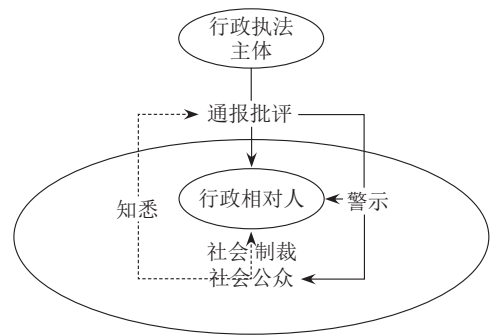 行政执法
主体
通报批评
行政相对人
知悉
警示
社会制裁
社会公众